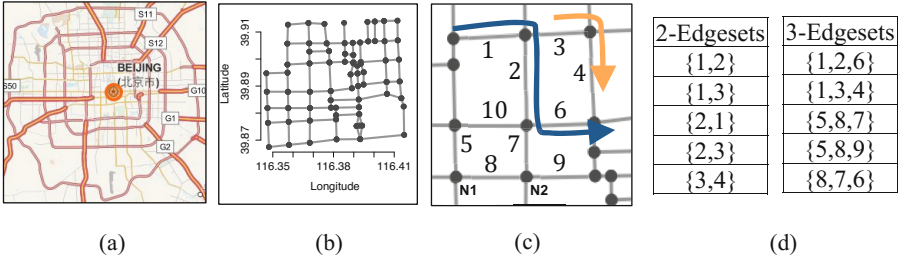 S11
G4
S12
BEIJING
(北京市)
S50
G10
G1
G2
39.91
39.89
39.87
Latitude
116.35
116.38
116.41
Longitude
1
3
2
4
10
6
5
7
8
9
N1
N2
2-Edgesets
{1,2}
{1,3}
{2,1}
{2,3}
{3,4}
3-Edgesets
{1,2,6}
{1,3,4}
{5,8,7}
{5,8,9}
{8,7,6}
(a)
(b)
(c)
(d)